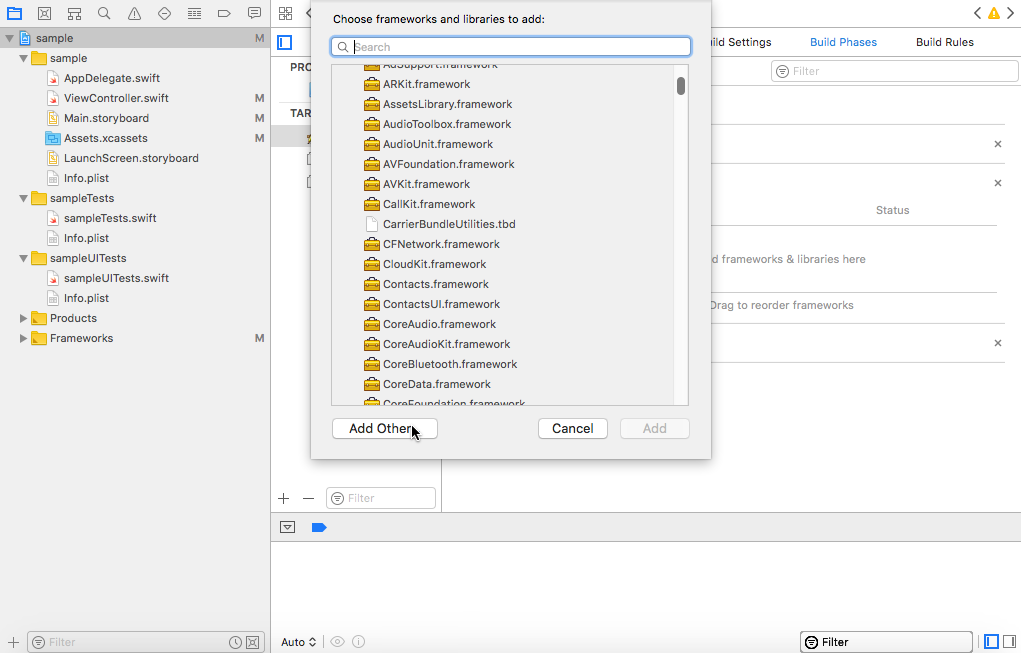 sample M
sample
AppDelegate.swift
ViewController.swift M
Main.storyboard M
Assets.xcassets M
LaunchScreen.storyboard
Info.plist
sampleTests
sampleTests.swift
Info.plist
sampleUITests
sampleUITests.swift
Info.plist
Products
Frameworks M
Filter
PRO
TAR
Choose frameworks and libraries to add:
Search
AdSupport.framework
ARKit.framework
AssetsLibrary.framework
AudioToolbox.framework
AudioUnit.framework
AVFoundation.framework
AVKit.framework
CallKit.framework
CarrierBundleUtilities.tbd
CFNetwork.framework
CloudKit.framework
Contacts.framework
ContactsUI.framework
CoreAudio.framework
CoreAudioKit.framework
CoreBluetooth.framework
CoreData.framework
CoreFoundation.framework
Add Other
Cancel
Add
ild Settings
Build Phases
Build Rules
Filter
Status
d frameworks & libraries here
Drag to reorder frameworks
Filter
Auto
Filter